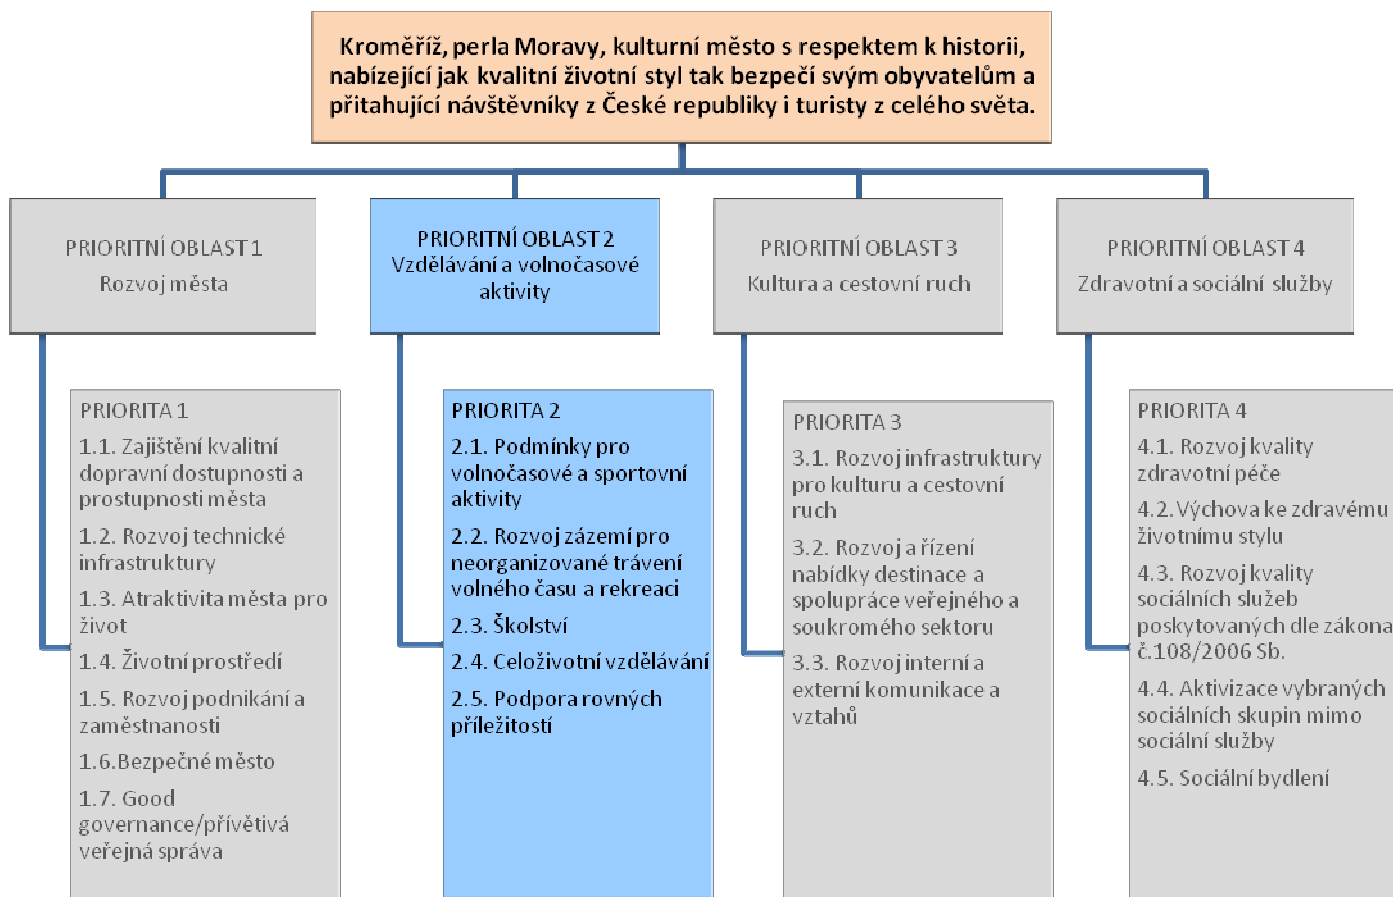 Kroměříž, perla Moravy, kulturní město s respektem k historii,
nabízející jak kvalitní životní styl tak bezpečí svým obyvatelům a
přitahující návštěvníky z České republiky i turisty z celého světa.
PRIORITNÍ OBLAST 1
Rozvoj města
PRIORITNÍ OBLAST 2
Vzdělávání a volnočasové
aktivity
PRIORITNÍ OBLAST 3
Kultura a cestovní ruch
PRIORITNÍ OBLAST 4
Zdravotní a sociální služby
PRIORITA 1
1.1. Zajištění kvalitní
dopravní dostupnosti a
prostupnosti města
1.2. Rozvoj technické
infrastruktury
1.3. Atraktivita města pro
život
1.4. Životní prostředí
1.5. Rozvoj podnikání a
zaměstnanosti
1.6.Bezpečné město
1.7. Good
governance/přívětivá
veřejná správa
PRIORITA 2
2.1. Podmínky pro
volnočasové a sportovní
aktivity
2.2. Rozvoj zázemí pro
neorganizované trávení
volného času a rekreaci
2.3. Školství
2.4. Celoživotní vzdělávání
2.5. Podpora rovných
příležitostí
PRIORITA 3
3.1. Rozvoj infrastruktury
pro kulturu a cestovní
ruch
3.2. Rozvoj a řízení
nabídky destinace a
spolupráce veřejného a
soukromého sektoru
3.3. Rozvoj interní a
externí komunikace a
vztahů
PRIORITA 4
4.1. Rozvoj kvality
zdravotní péče
4.2.Výchova ke zdravému
životnímu stylu
4.3. Rozvoj kvality
sociálních služeb
poskytovaných dle zákona
č.108/2006 Sb.
4.4. Aktivizace vybraných
sociálních skupin mimo
sociální služby
4.5. Sociální bydlení